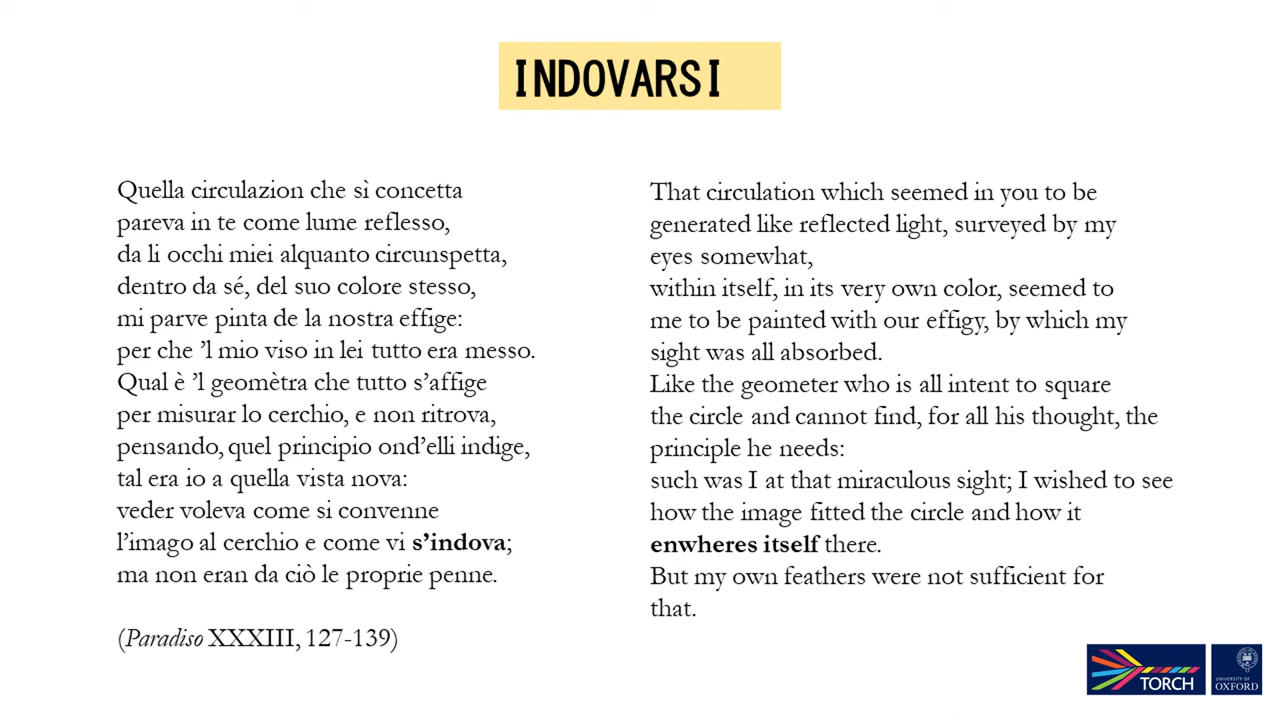 INDOVARSI
Quella circulazion che sì concetta
pareva in te come lume reflesso,
da li occhi miei alquanto circunspetta,
dentro da sé, del suo colore stesso,
mi parve pinta de la nostra effige:
per che ’l mio viso in lei tutto era messo.
Qual è ’l geomètra che tutto s’affige
per misurar lo cerchio, e non ritrova,
pensando, quel principio ond’elli indige,
tal era io a quella vista nova:
veder voleva come si convenne
l’imago al cerchio e come vi s’indova;
ma non eran da ciò le proprie penne.
(Paradiso XXXIII, 127-139)
That circulation which seemed in you to be
generated like reflected light, surveyed by my
eyes somewhat,
within itself, in its very own color, seemed to
me to be painted with our effigy, by which my
sight was all absorbed.
Like the geometer who is all intent to square
the circle and cannot find, for all his thought, the
principle he needs:
such was I at that miraculous sight; I wished to see
how the image fitted the circle and how it
enwheres itself there.
But my own feathers were not sufficient for
that.
TORCH
UNIVERSITY OF
OXFORD